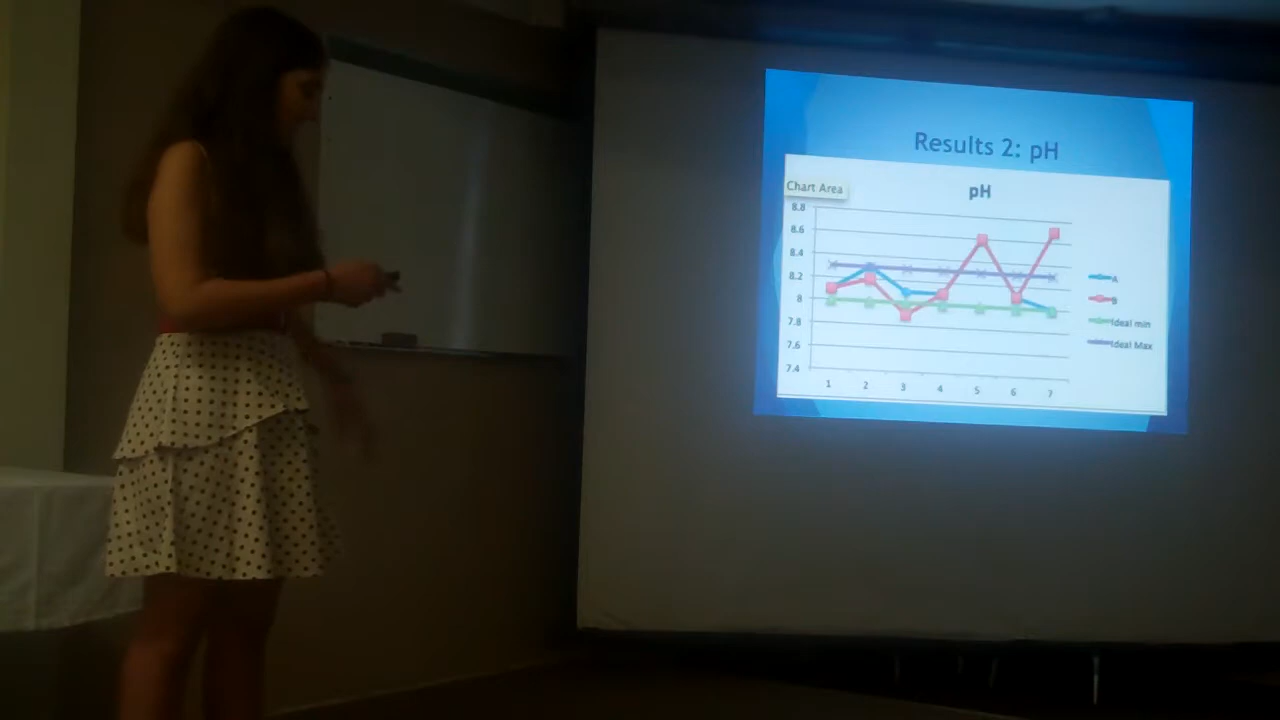 Results 2: pH
Chart Area
pH
8.8
8.6
8.4
8.2
8
7.8
7.6
7.4
1 2 3 4 5 6 7
A
B
Ideal min
Ideal Max